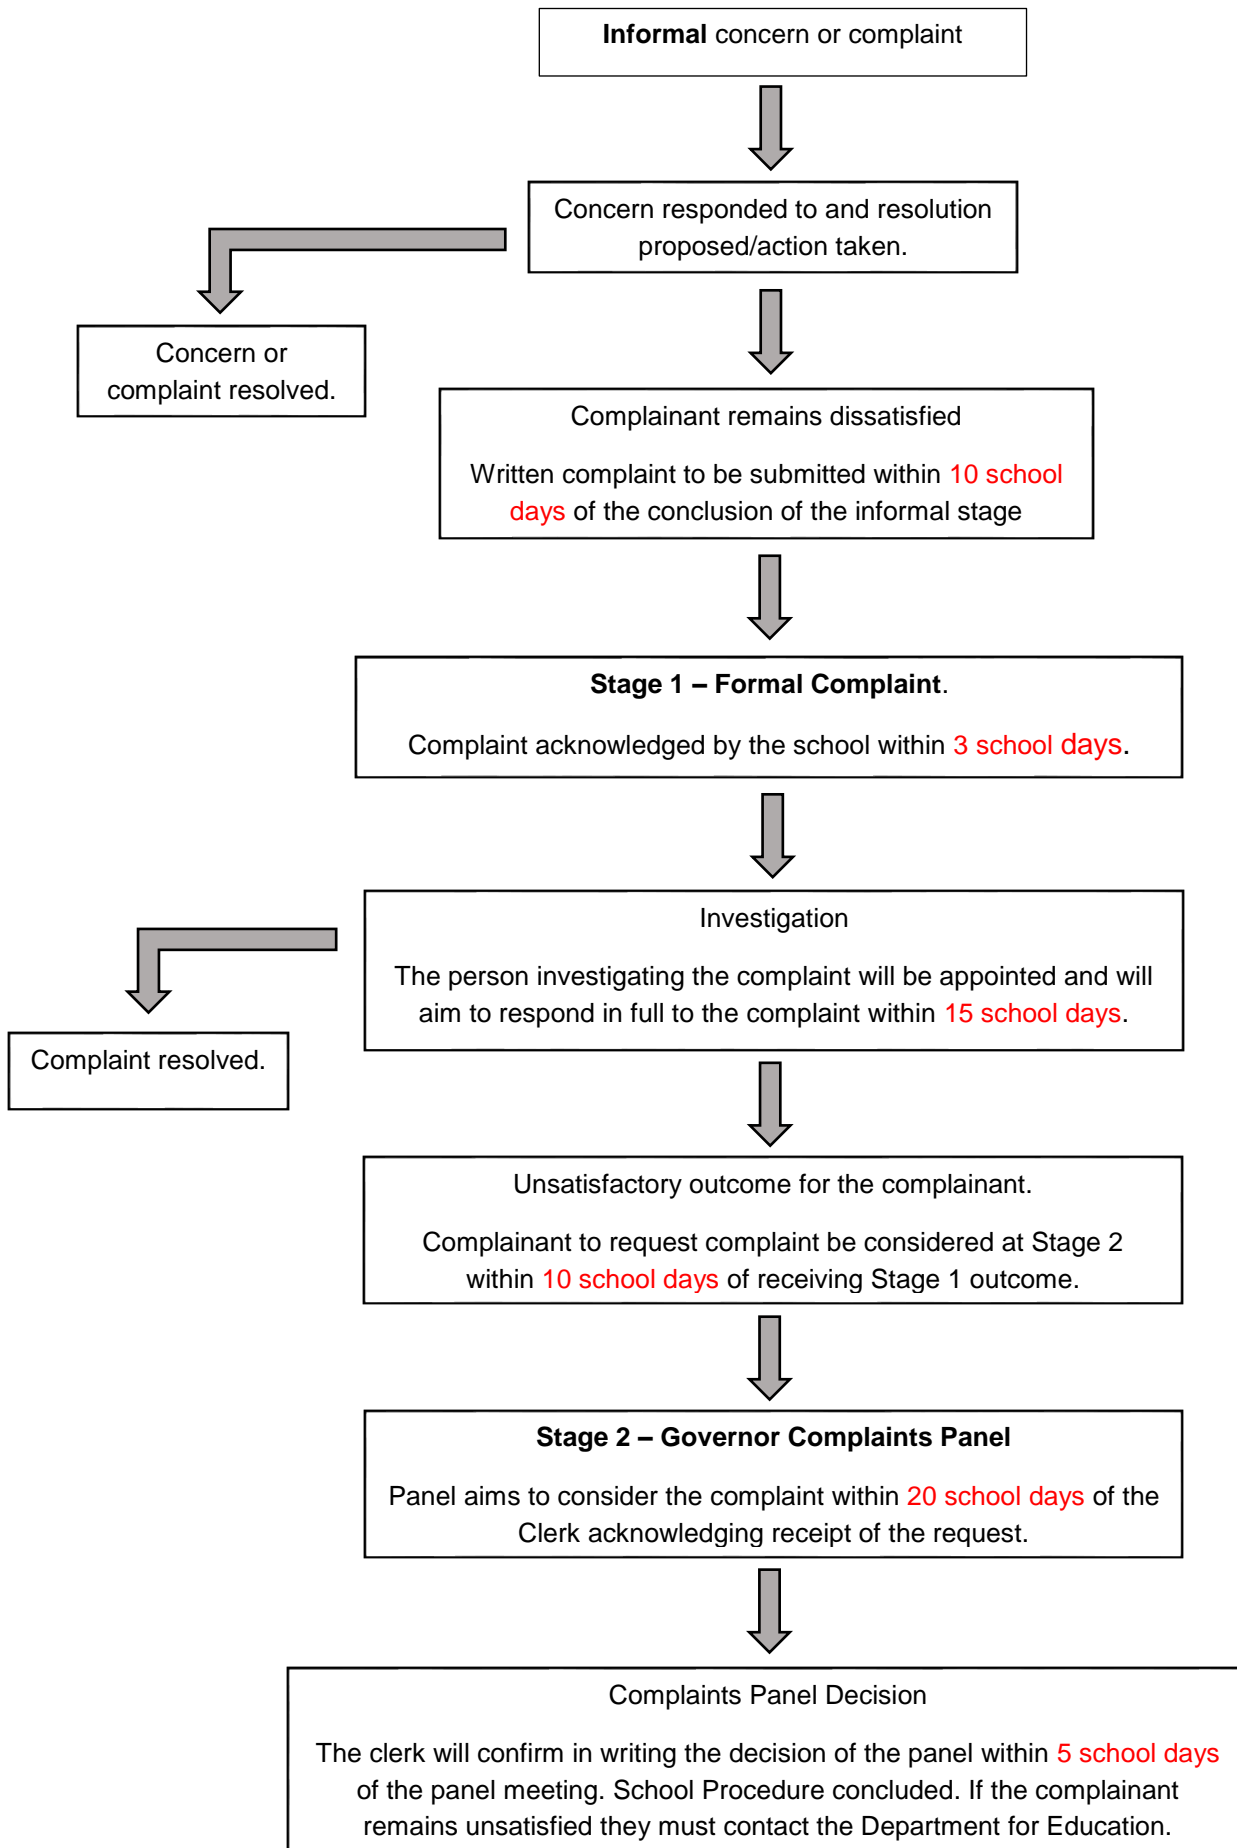 Informal concern or complaint
Concern responded to and resolution
proposed/action taken.
Concern or
complaint resolved.
Complainant remains dissatisfied
Written complaint to be submitted within 10 school
days of the conclusion of the informal stage
Stage 1 – Formal Complaint.
Complaint acknowledged by the school within 3 school days.
Investigation
The person investigating the complaint will be appointed and will
aim to respond in full to the complaint within 15 school days.
Complaint resolved.
Unsatisfactory outcome for the complainant.
Complainant to request complaint be considered at Stage 2
within 10 school days of receiving Stage 1 outcome.
Stage 2 – Governor Complaints Panel
Panel aims to consider the complaint within 20 school days of the
Clerk acknowledging receipt of the request.
Complaints Panel Decision
The clerk will confirm in writing the decision of the panel within 5 school days
of the panel meeting. School Procedure concluded. If the complainant
remains unsatisfied they must contact the Department for Education.